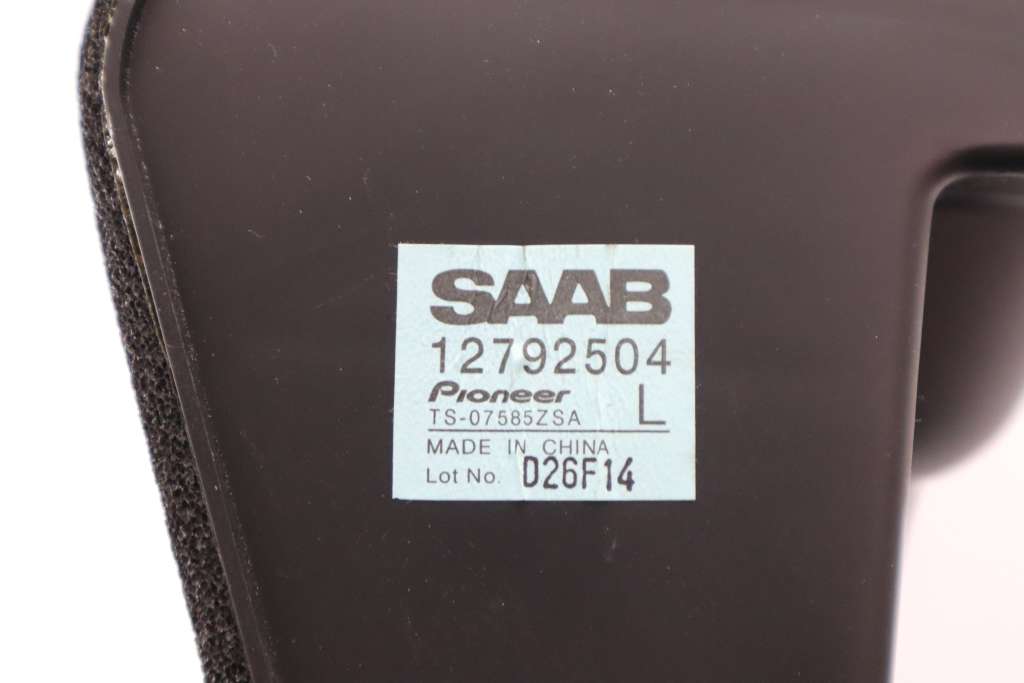 SAAB
12792504
Pioneer L
TS-07585ZSA
MADE IN CHINA
Lot No. D26F14